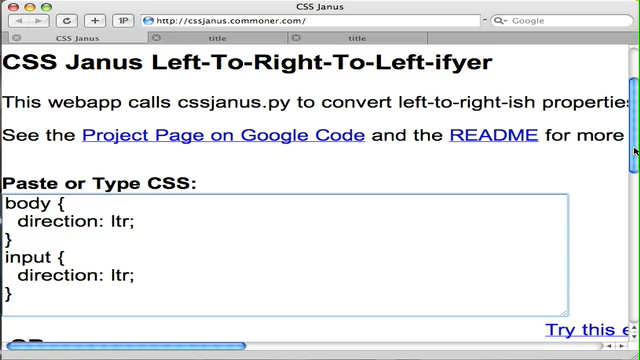 CSS Janus
1P
http://cssjanus.commoner.com/
Google
CSS Janus
title
title
CSS Janus Left-To-Right-To-Left-ifyer
This webapp calls cssjanus.py to convert left-to-right-ish properties
See the Project Page on Google Code and the README for more
Paste or Type CSS:
body {
direction: ltr;
}
input {
direction: ltr;
}
Try this e